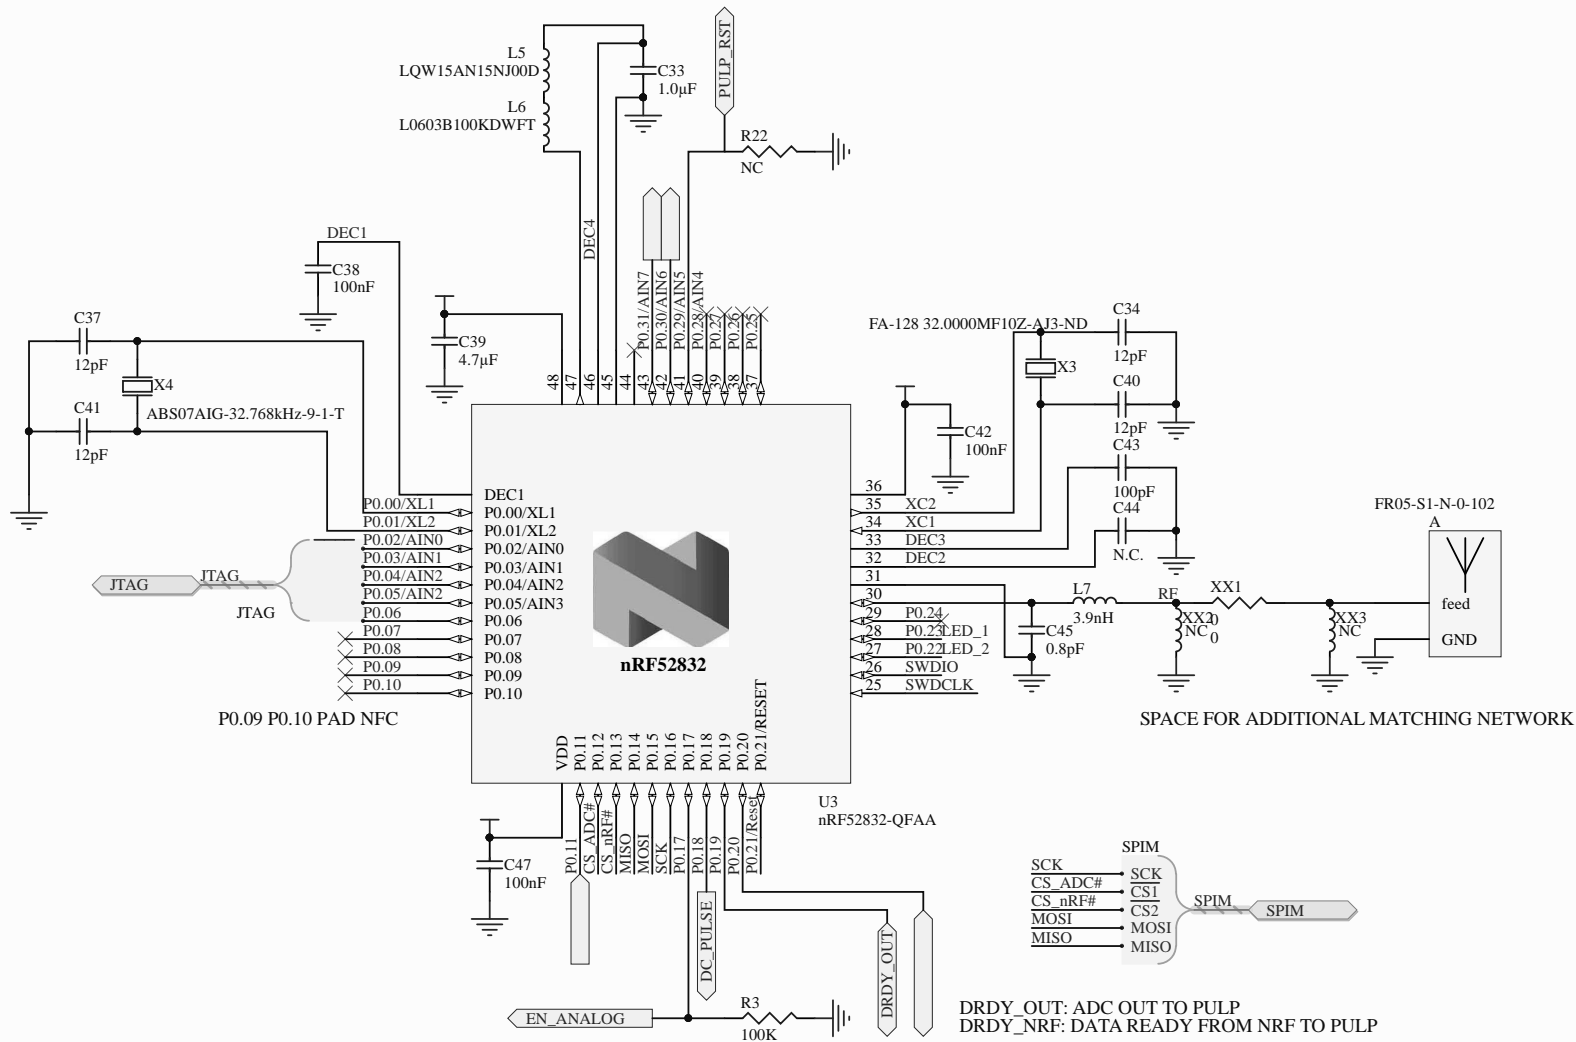 L5
LQW15AN15NJ00D
L6
L0603B100KDWFT
C33
1.0µF
PULP_RST
R22
NC
DEC4
DEC1
C38
100nF
C37
12pF
X4
ABS07AIG-32.768kHz-9-1-T
C41
12pF
C39
4.7µF
P0.31/AIN7
P0.30/AIN6
P0.29/AIN5
P0.28/AIN4
P0.27
P0.26
P0.25
48
47
46
45
44
43
42
41
40
39
38
37
FA-128 32.0000MF10Z-AJ3-ND
C34
12pF
X3
C40
12pF
C42
100nF
C43
100pF
C44
N.C.
P0.00/XL1
P0.01/XL2
P0.02/AIN0
P0.03/AIN1
P0.04/AIN2
P0.05/AIN2
P0.06
P0.07
P0.08
P0.09
P0.10
DEC1
P0.00/XL1
P0.01/XL2
P0.02/AIN0
P0.03/AIN1
P0.04/AIN2
P0.05/AIN3
P0.06
P0.07
P0.08
P0.09
P0.10
JTAG
JTAG
JTAG
P0.09 P0.10 PAD NFC
nRF52832
36
35 XC2
34 XC1
33 DEC3
32 DEC2
31
30
29 P0.24
28 P0.23 LED_1
27 P0.22 LED_2
26 SWDIO
25 SWDCLK
L7
3.9nH
C45
0.8pF
RF
XX1
0
XX2
NC
0
XX3
NC
FR05-S1-N-0-102
A
feed
GND
SPACE FOR ADDITIONAL MATCHING NETWORK
VDD
P0.11
P0.12
P0.13
P0.14
P0.15
P0.16
P0.17
P0.18
P0.19
P0.20
P0.21/RESET
U3
nRF52832-QFAA
P0.11
CS_ADC#
CS_nRF#
MISO
MOSI
SCK
P0.17
P0.18
P0.19
P0.20
P0.21/Reset
C47
100nF
DC_PULSE
DRDY_OUT
EN_ANALOG
R3
100K
SPIM
SCK
CS_ADC#
CS_nRF#
MOSI
MISO
SCK
CS1
CS2
MOSI
MISO
SPIM
SPIM
DRDY_OUT: ADC OUT TO PULP
DRDY_NRF: DATA READY FROM NRF TO PULP